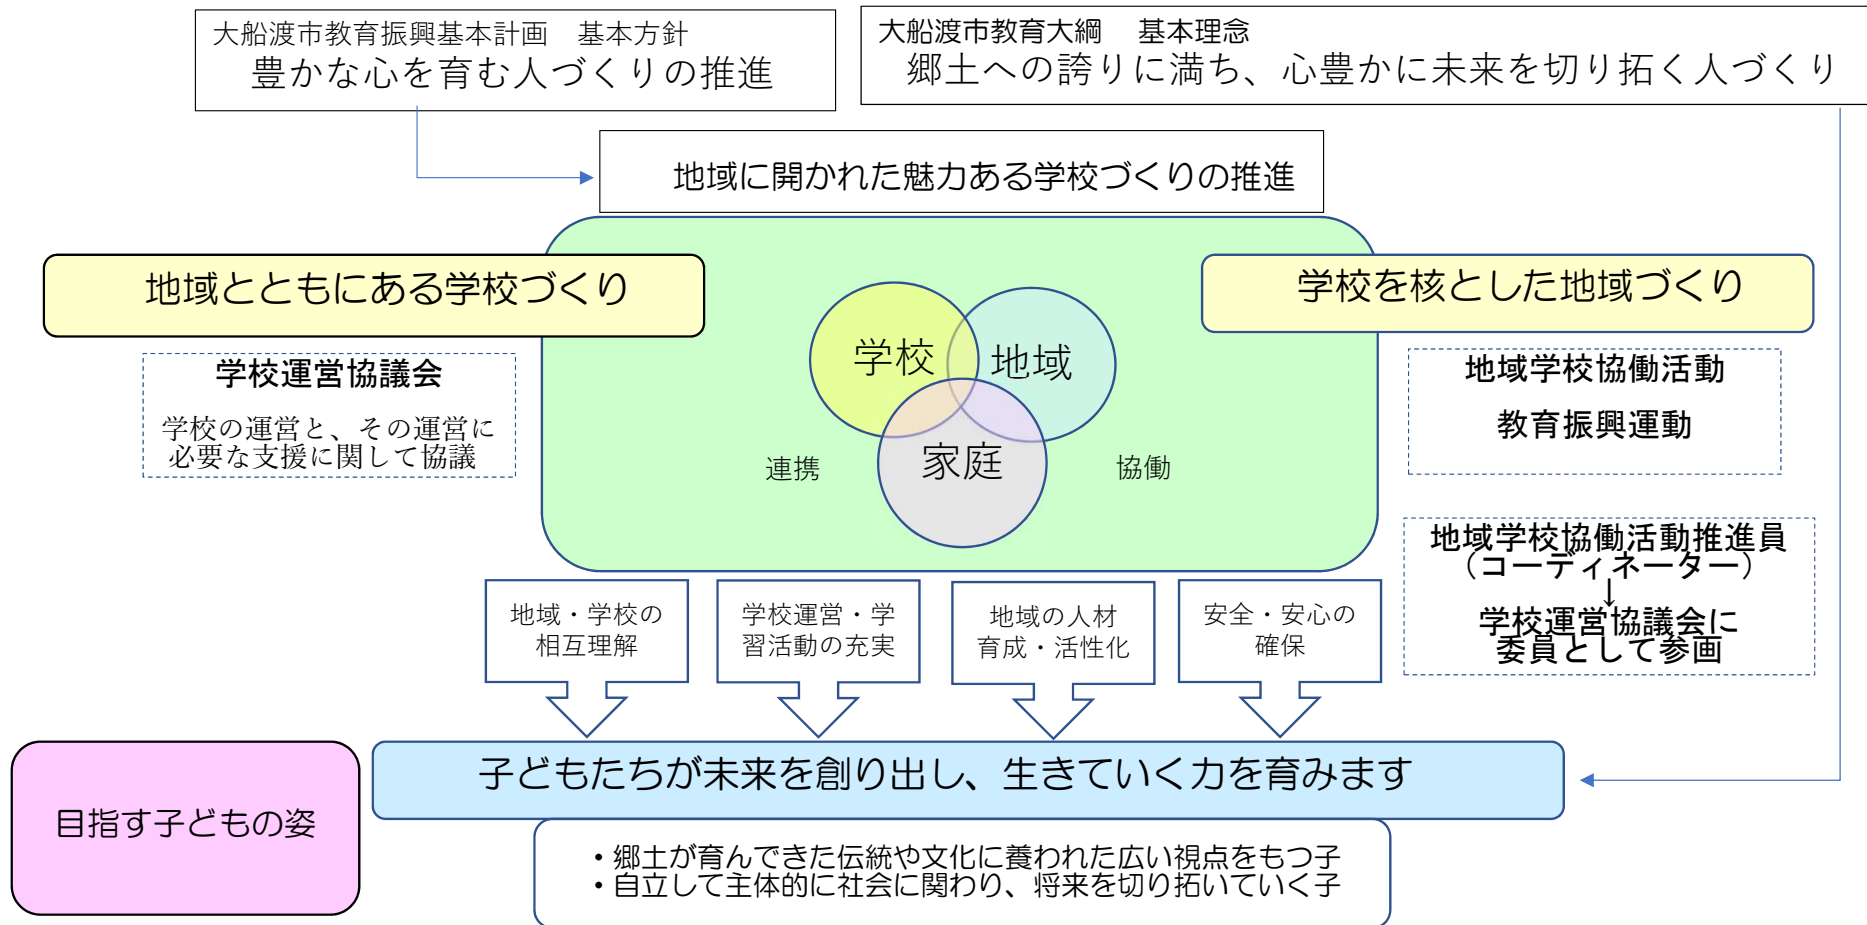 大船渡市教育振興基本計画　基本方針
豊かな心を育む人づくりの推進
大船渡市教育大綱　基本理念
郷土への誇りに満ち、心豊かに未来を切り拓く人づくり
地域に開かれた魅力ある学校づくりの推進
地域とともにある学校づくり
学校を核とした地域づくり
学校運営協議会
学校の運営と、その運営に
必要な支援に関して協議
学校
地域
家庭
連携
協働
地域学校協働活動
教育振興運動
地域学校協働活動推進員
（コーディネーター）
↓
学校運営協議会に
委員として参画
地域・学校の
相互理解
学校運営・学
習活動の充実
地域の人材
育成・活性化
安全・安心の
確保
子どもたちが未来を創り出し、生きていく力を育みます
目指す子どもの姿
・郷土が育んできた伝統や文化に養われた広い視点をもつ子
・自立して主体的に社会に関わり、将来を切り拓いていく子